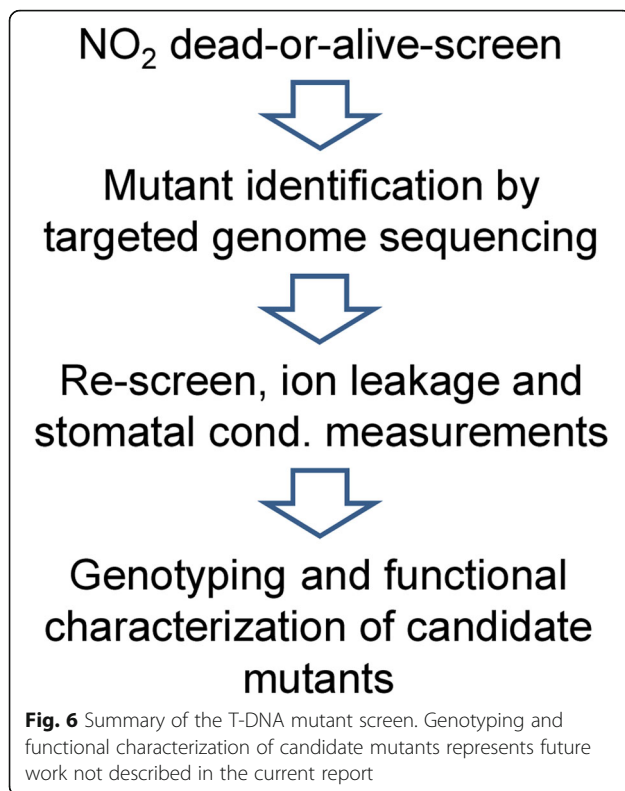 NO₂ dead-or-alive-screen
Mutant identification by
targeted genome sequencing
Re-screen, ion leakage and
stomatal cond. measurements
Genotyping and functional
characterization of candidate
mutants
Fig. 6 Summary of the T-DNA mutant screen. Genotyping and
functional characterization of candidate mutants represents future
work not described in the current report